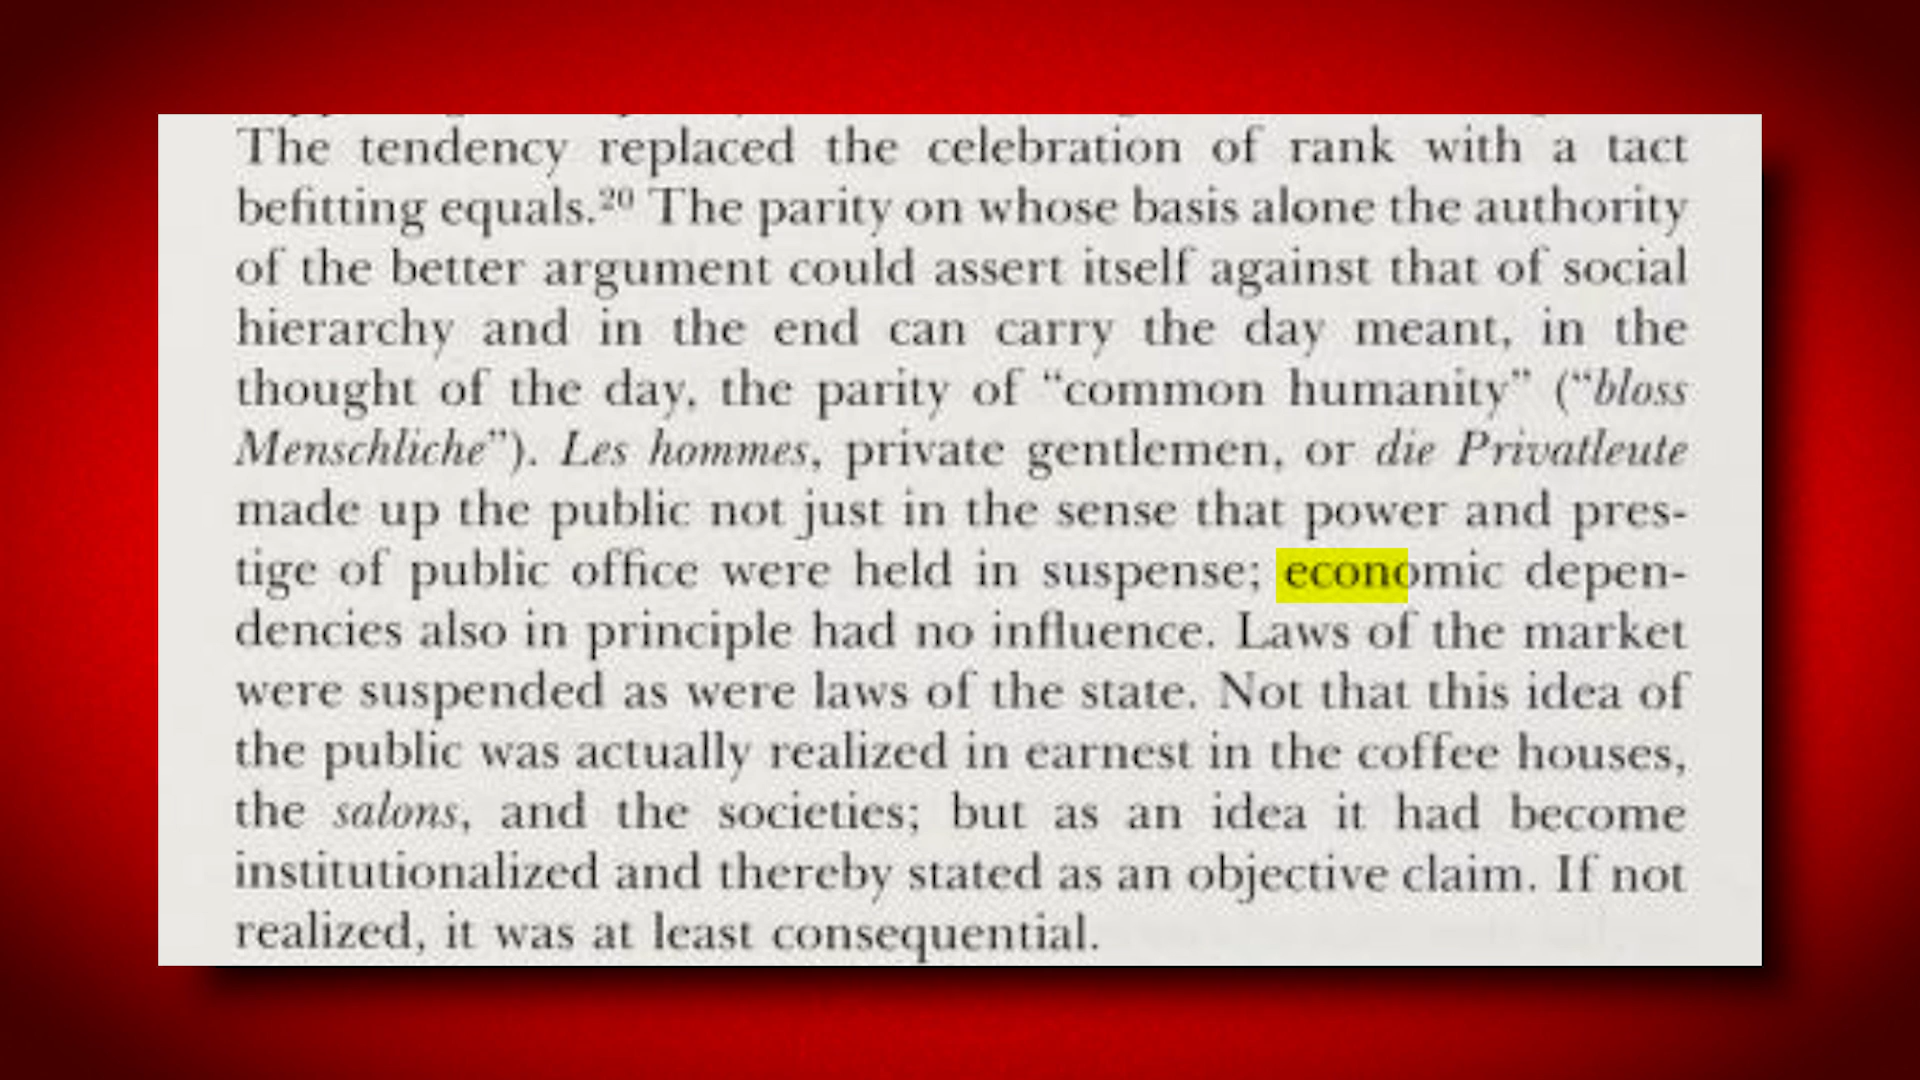 The tendency replaced the celebration of rank with a tact
befitting equals.²⁰ The parity on whose basis alone the authority
of the better argument could assert itself against that of social
hierarchy and in the end can carry the day meant, in the
thought of the day, the parity of “common humanity” (“bloss
Menschliche”). Les hommes, private gentlemen, or die Privatleute
made up the public not just in the sense that power and pres-
tige of public office were held in suspense; economic depen-
dencies also in principle had no influence. Laws of the market
were suspended as were laws of the state. Not that this idea of
the public was actually realized in earnest in the coffee houses,
the salons, and the societies; but as an idea it had become
institutionalized and thereby stated as an objective claim. If not
realized, it was at least consequential.